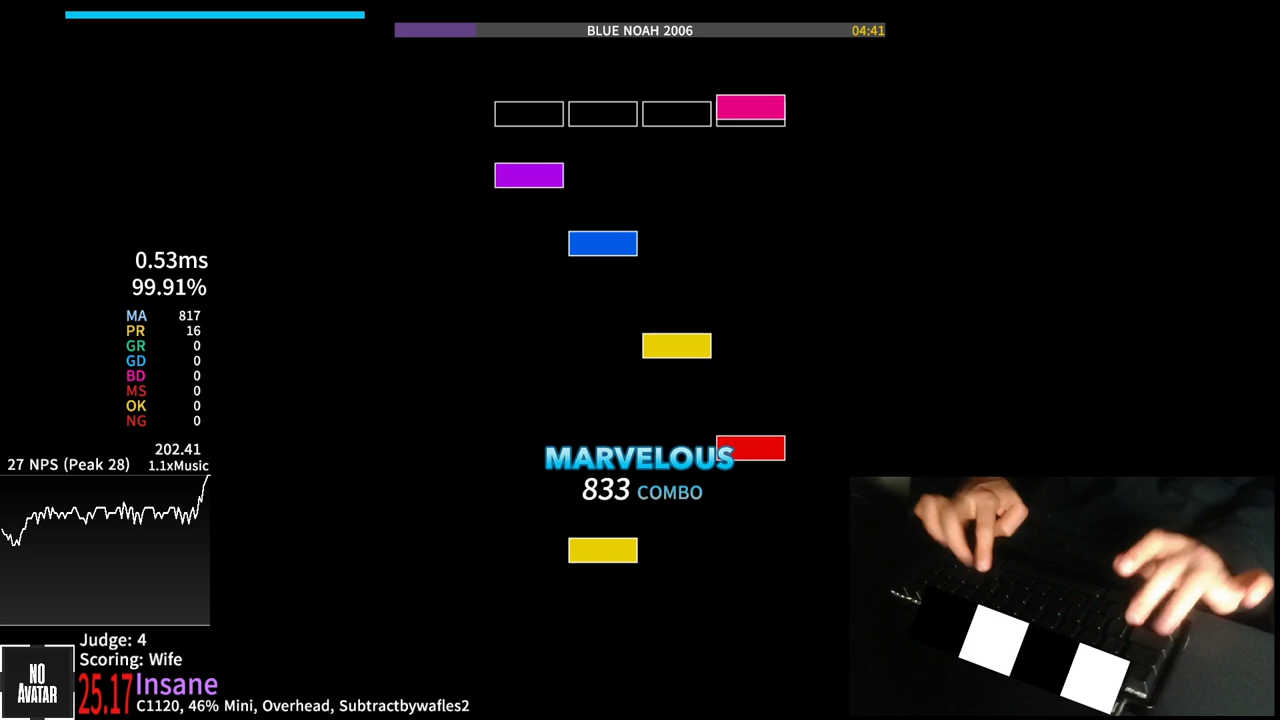 BLUE NOAH 2006
04:41
0.53ms
99.91%
MA 817
PR 16
GR 0
GD 0
BD 0
MS 0
OK 0
NG 0
202.41
27 NPS (Peak 28) 1.1xMusic
MARVELOUS
833 COMBO
Judge: 4
Scoring: Wife
NO
AVATAR
25.17 Insane
C1120, 46% Mini, Overhead, Subtractbywafles2